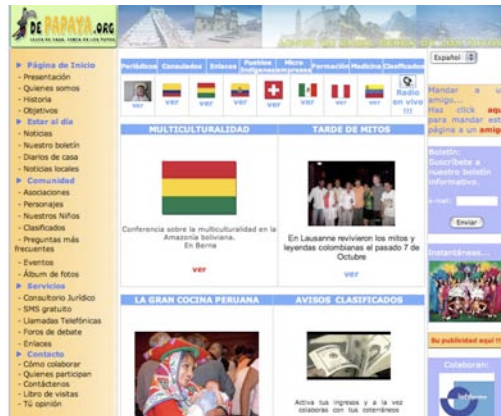 DE PAPAYA.ORG
Página de Inicio
- Presentación
- Quienes somos
- Historia
- Objetivos
Estar al día
- Noticias
- Nuestro boletín
- Diarios de casa
- Noticias locales
Comunidad
- Asociaciones
- Personajes
- Nuestros Niños
- Clasificados
- Preguntas más
frecuentes
- Eventos
- Álbum de fotos
Servicios
- Consultorio Jurídico
- SMS gratuito
- Llamadas Telefónicas
- Foros de debate
- Enlaces
Contacto
- Cómo colaborar
- Quienes participan
- Contáctenos
- Libro de visitas
- Tú opinión
Periódicos Consulados Enlaces Pueblos Indígenas Micro empresa Formación Medicina Clasificados
ver ver ver ver ver ver ver ver Radio
en vivo
!!!
MULTICULTURALIDAD
Conferencia sobre la multiculturalidad en la
Amazonía boliviana.
En Berna
ver
TARDE DE MITOS
En Lausanne revivieron los mitos y
leyendas colombianas el pasado 7 de
Octubre
ver
LA GRAN COCINA PERUANA
AVISOS CLASIFICADOS
Activa tus ingresos y a la vez
colaboras con tus coterráneos
Español
Mandar a un
amigo...
Haz click aqu
para mandar est
página a un amig
Boletín:
Suscríbete a
nuestro boletín
informativo.
e-mail:
Enviar
Instantáneas...
Su publicidad aquí !!
Colaboran: